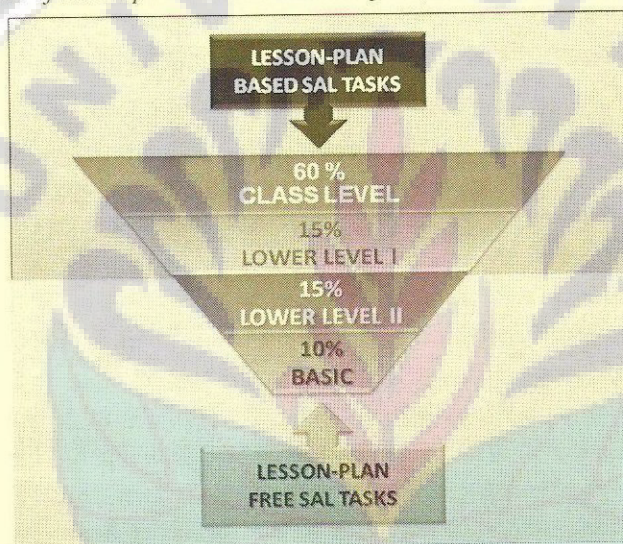 LESSON-PLAN
BASED SAL TASKS
60 %
CLASS LEVEL
15%
LOWER LEVEL I
15%
LOWER LEVEL II
10%
BASIC
LESSON-PLAN
FREE SAL TASKS